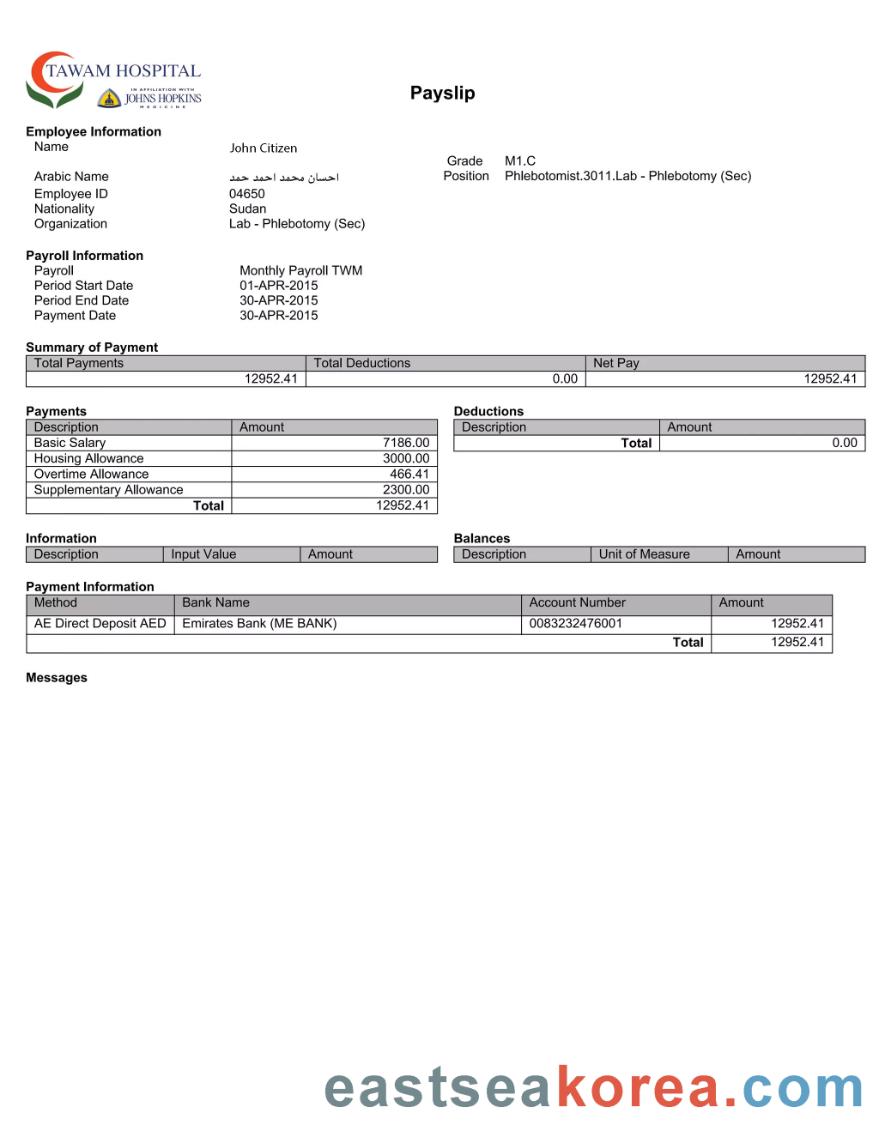 TAWAM HOSPITAL
IN AFFILIATION WITH
JOHNS HOPKINS
MEDICINE
Payslip
Employee Information
Name John Citizen
Grade M1.C
Arabic Name احسان محمد احمد حمد
Position Phlebotomist.3011.Lab - Phlebotomy (Sec)
Employee ID 04650
Nationality Sudan
Organization Lab - Phlebotomy (Sec)
Payroll Information
Payroll Monthly Payroll TWM
Period Start Date 01-APR-2015
Period End Date 30-APR-2015
Payment Date 30-APR-2015
Summary of Payment
Total Payments Total Deductions Net Pay
12952.41 0.00 12952.41
Payments
Description Amount
Basic Salary 7186.00
Housing Allowance 3000.00
Overtime Allowance 466.41
Supplementary Allowance 2300.00
Total 12952.41
Deductions
Description Amount
Total 0.00
Information
Description Input Value Amount
Balances
Description Unit of Measure Amount
Payment Information
Method Bank Name Account Number Amount
AE Direct Deposit AED Emirates Bank (ME BANK) 0083232476001 12952.41
Total 12952.41
Messages
eastseakorea.com